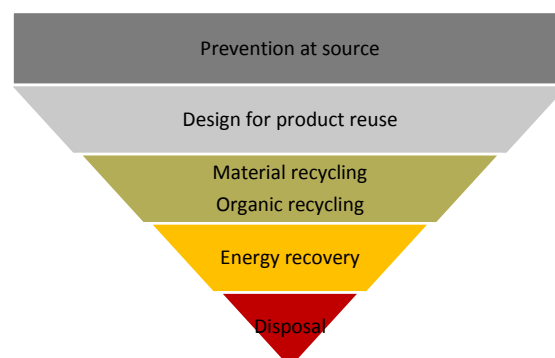 Prevention at source
Design for product reuse
Material recycling
Organic recycling
Energy recovery
Disposal